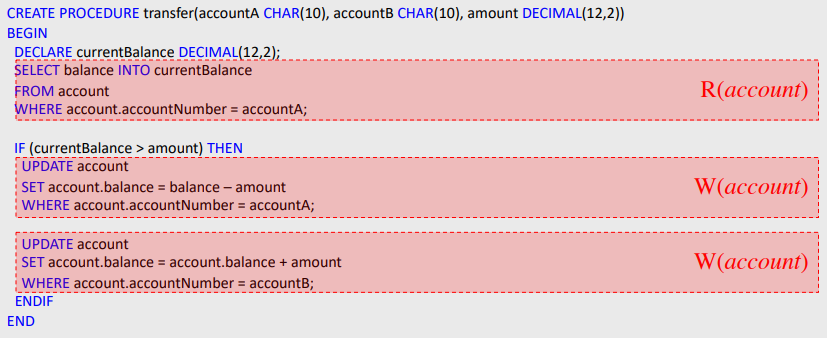 CREATE PROCEDURE transfer(accountA CHAR(10), accountB CHAR(10), amount DECIMAL(12,2))
BEGIN
DECLARE currentBalance DECIMAL(12,2);
SELECT balance INTO currentBalance
FROM account
R(account)
WHERE account.accountNumber = accountA;
IF (currentBalance > amount) THEN
UPDATE account
SET account.balance = balance – amount
W(account)
WHERE account.accountNumber = accountA;
UPDATE account
SET account.balance = account.balance + amount
W(account)
WHERE account.accountNumber = accountB;
ENDIF
END